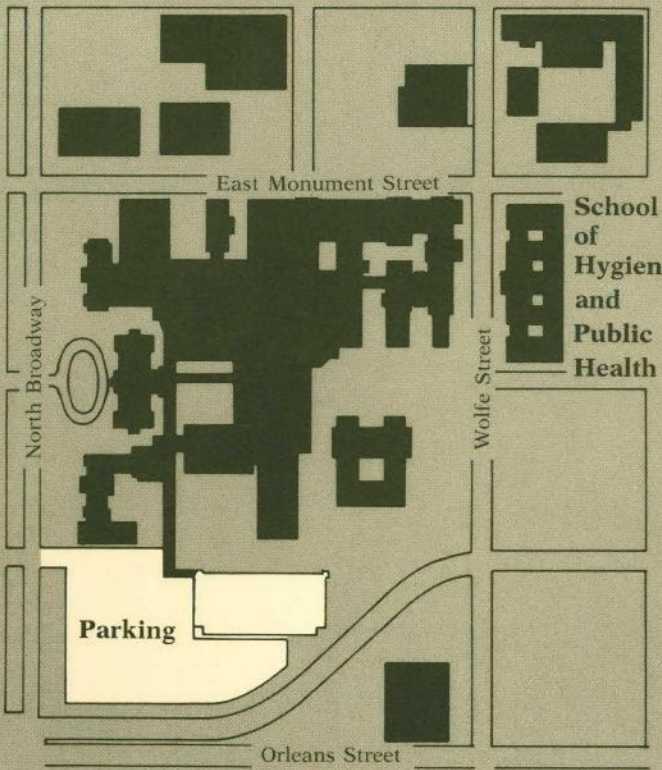 East Monument Street
School
of
Hygien
and
Public
Health
North Broadway
Wolfe Street
Parking
Orleans Street